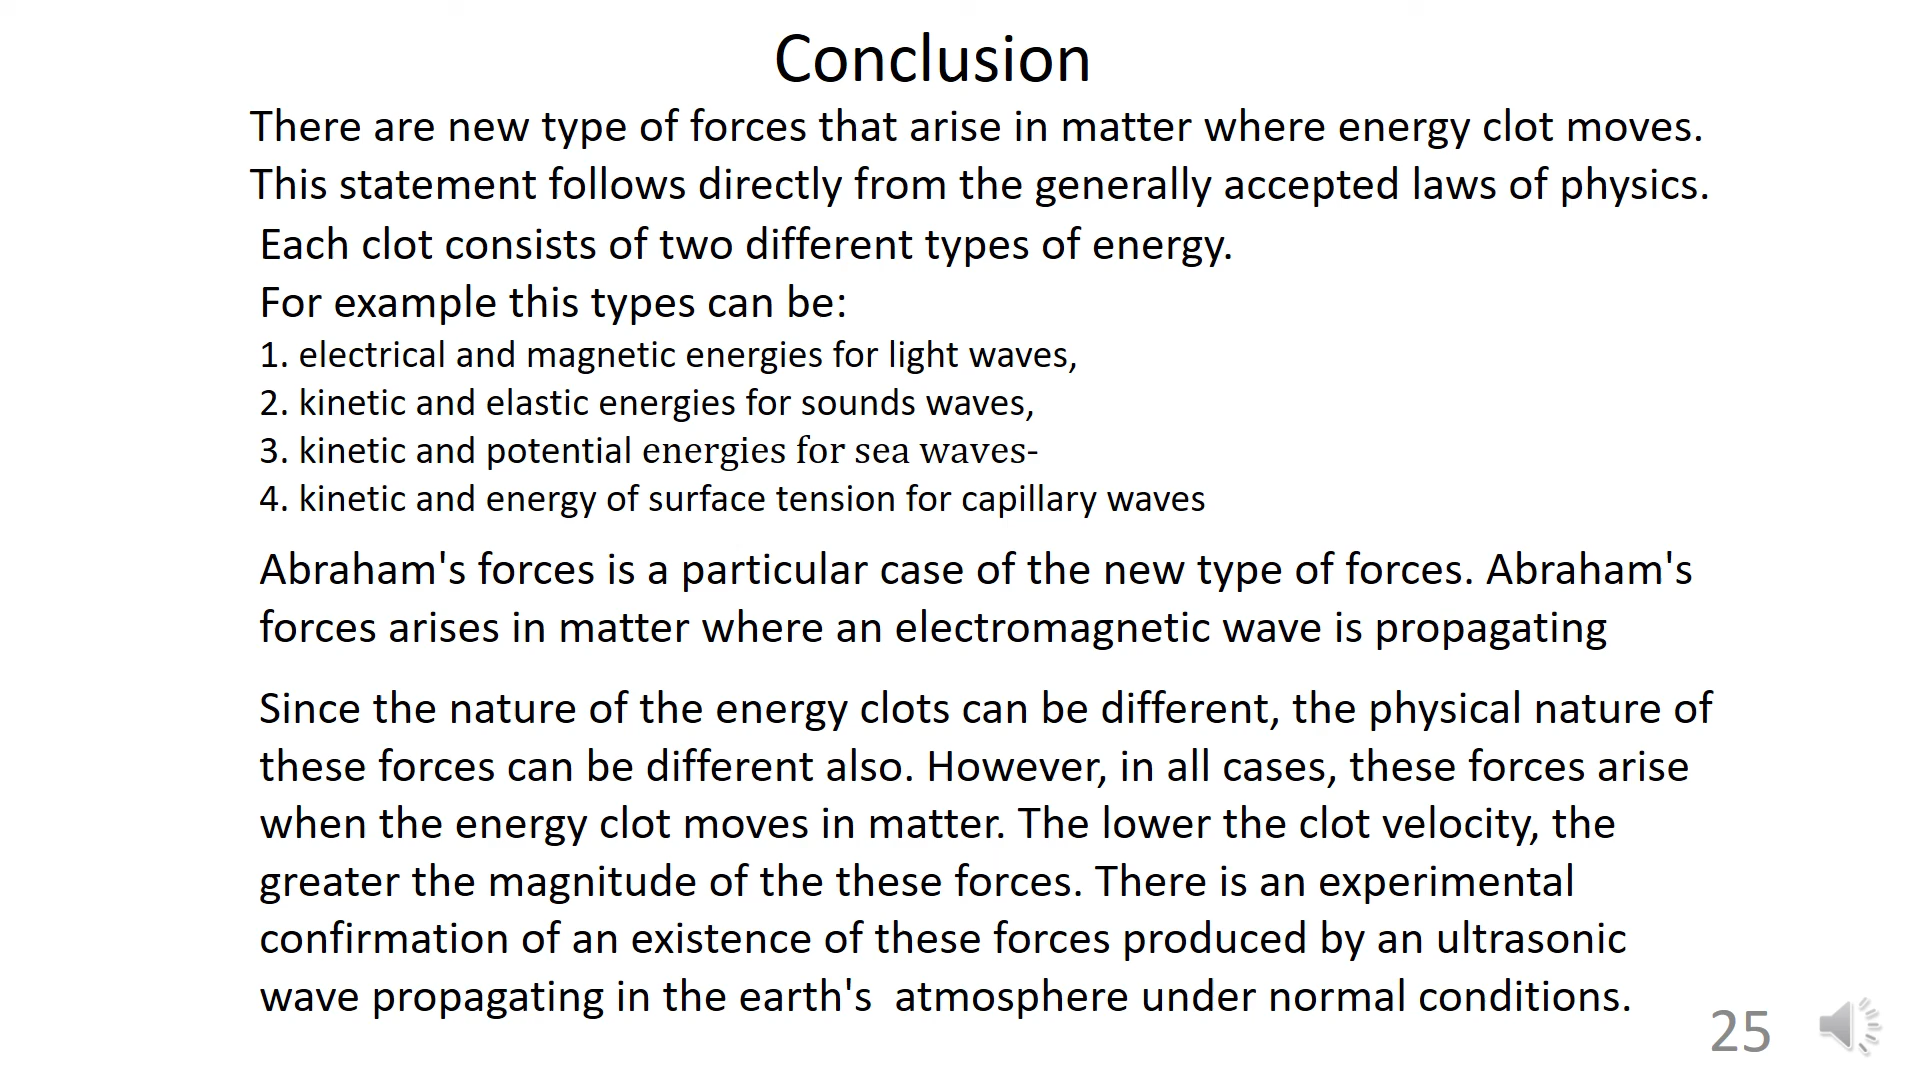 Conclusion
There are new type of forces that arise in matter where energy clot moves.
This statement follows directly from the generally accepted laws of physics.
Each clot consists of two different types of energy.
For example this types can be:
1. electrical and magnetic energies for light waves,
2. kinetic and elastic energies for sounds waves,
3. kinetic and potential energies for sea waves-
4. kinetic and energy of surface tension for capillary waves
Abraham's forces is a particular case of the new type of forces. Abraham's
forces arises in matter where an electromagnetic wave is propagating
Since the nature of the energy clots can be different, the physical nature of
these forces can be different also. However, in all cases, these forces arise
when the energy clot moves in matter. The lower the clot velocity, the
greater the magnitude of the these forces. There is an experimental
confirmation of an existence of these forces produced by an ultrasonic
wave propagating in the earth's  atmosphere under normal conditions.
25